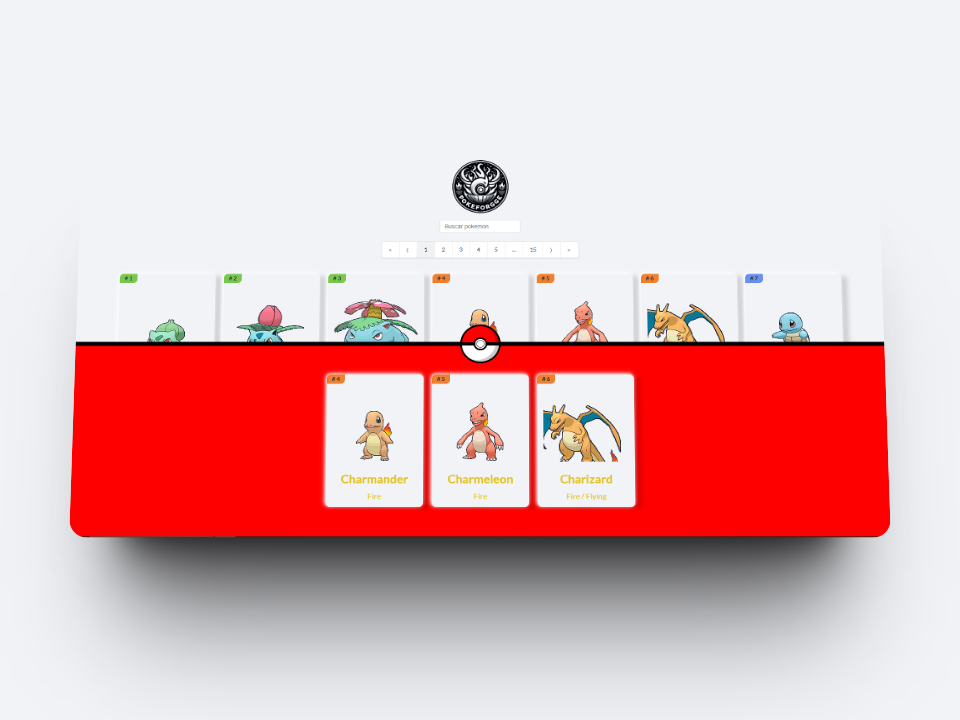 POKEFORGGE
Buscar pokemon
« ‹ 1 2 3 4 5 ... 15 › »
#1 #2 #3 #4 #5 #6 #7
#4 #5 #6
Charmander Charmeleon Charizard
Fire Fire Fire / Flying